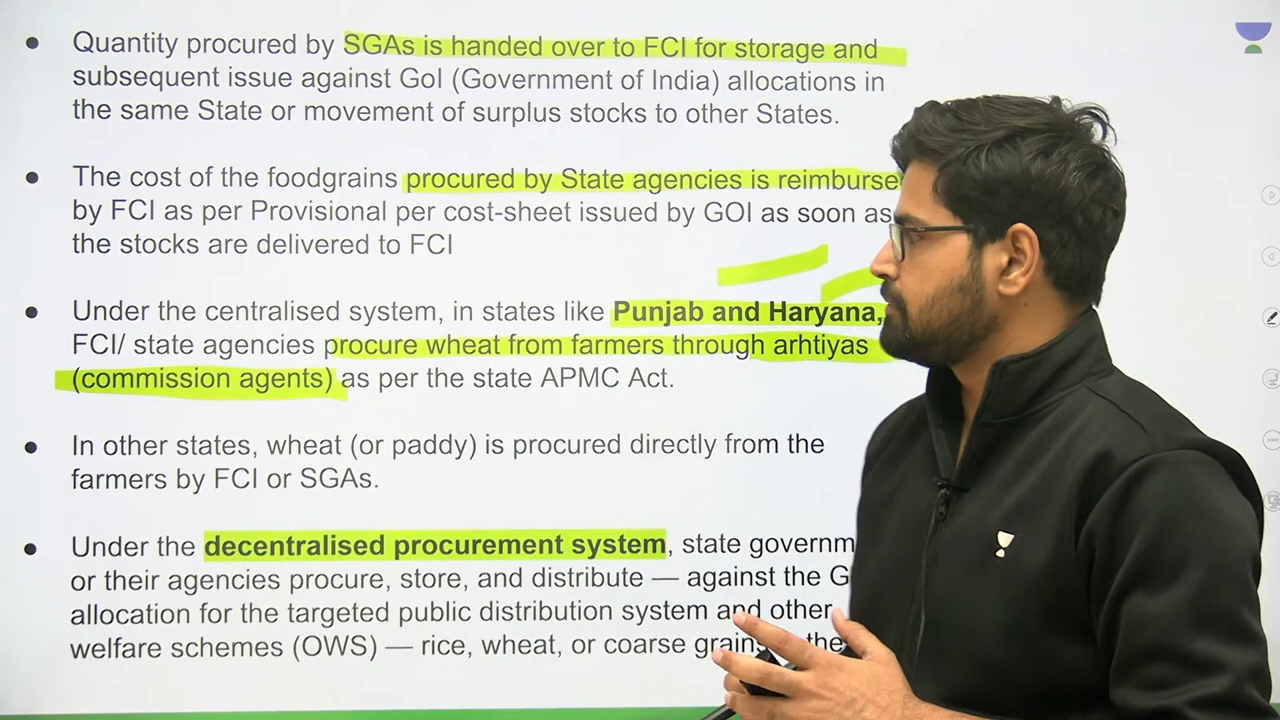 Quantity procured by SGAs is handed over to FCI for storage and
subsequent issue against GoI (Government of India) allocations in
the same State or movement of surplus stocks to other States.
The cost of the foodgrains procured by State agencies is reimburse
by FCI as per Provisional per cost-sheet issued by GOI as soon as
the stocks are delivered to FCI
Under the centralised system, in states like Punjab and Haryana,
FCI/ state agencies procure wheat from farmers through arhtiyas
(commission agents) as per the state APMC Act.
In other states, wheat (or paddy) is procured directly from the
farmers by FCI or SGAs.
Under the decentralised procurement system, state governm
or their agencies procure, store, and distribute — against the G
allocation for the targeted public distribution system and other
welfare schemes (OWS) — rice, wheat, or coarse grains the